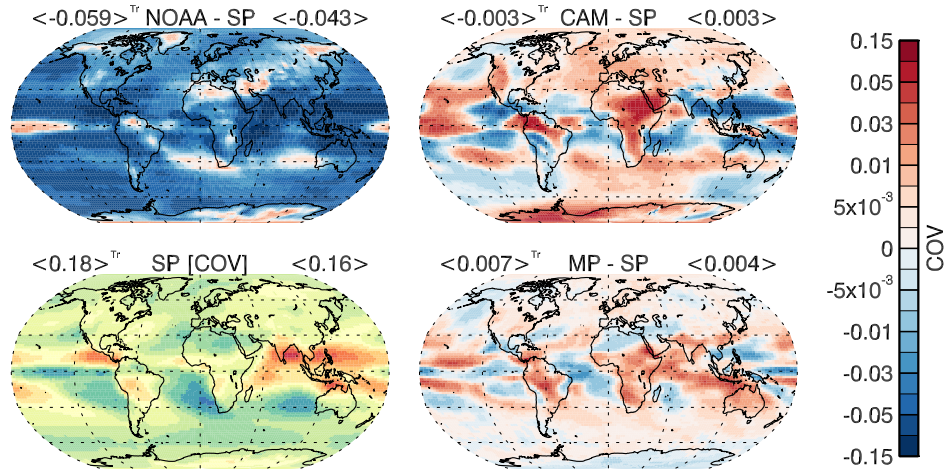 <-0.059>ᵀʳ NOAA - SP <-0.043>
<-0.003>ᵀʳ CAM - SP <0.003>
<0.18>ᵀʳ SP [COV] <0.16>
<0.007>ᵀʳ MP - SP <0.004>
0.15
0.05
0.03
0.01
5x10⁻³
0
-5x10⁻³
-0.01
-0.03
-0.05
-0.15
COV